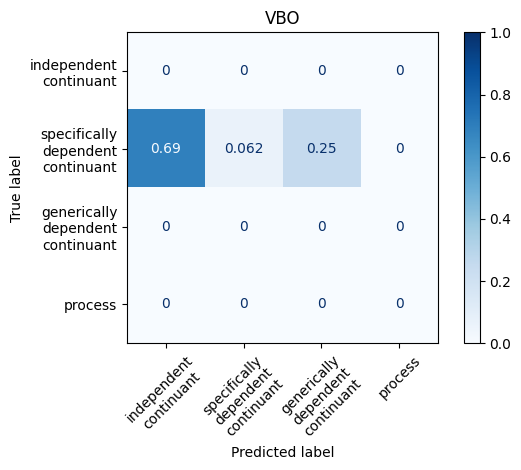 VBO
True label
independent
continuant
specifically
dependent
continuant
generically
dependent
continuant
process
0 0 0 0
0.69 0.062 0.25 0
0 0 0 0
0 0 0 0
independent
continuant
specifically
dependent
continuant
generically
dependent
continuant
process
Predicted label
1.0
0.8
0.6
0.4
0.2
0.0